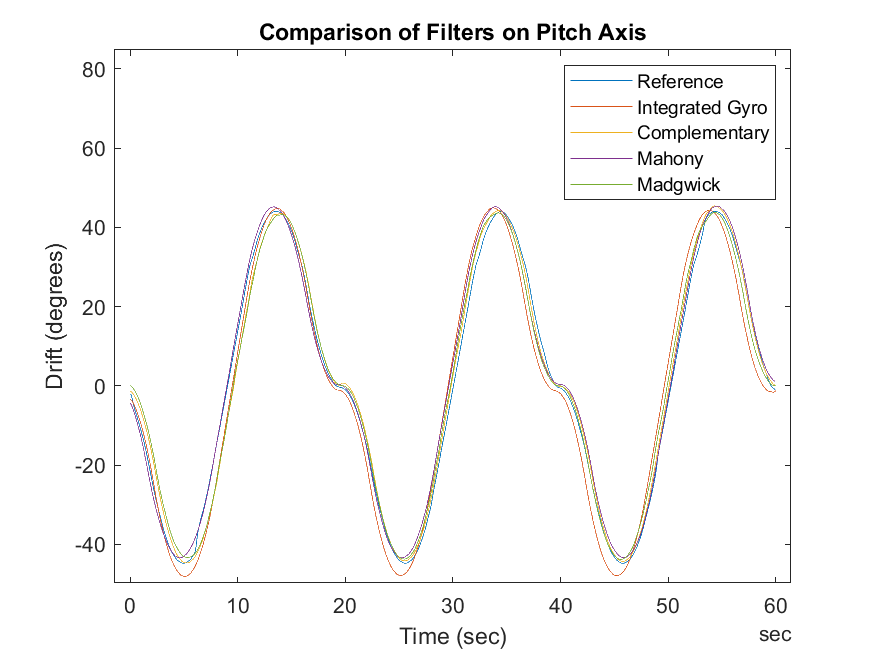 Comparison of Filters on Pitch Axis
80
60
40
20
0
-20
-40
Drift (degrees)
Reference
Integrated Gyro
Complementary
Mahony
Madgwick
0 10 20 30 40 50 60
Time (sec)
sec